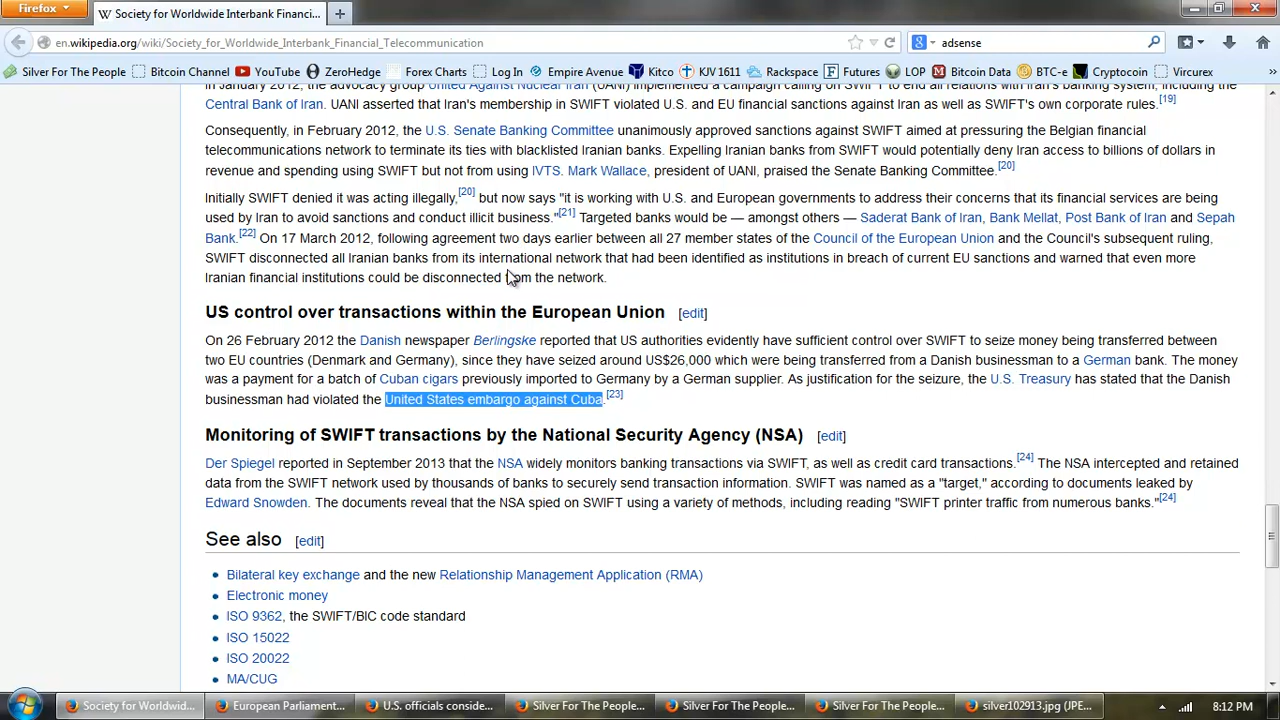 Firefox
Society for Worldwide Interbank Financi...
en.wikipedia.org/wiki/Society_for_Worldwide_Interbank_Financial_Telecommunication
adsense
Silver For The People Bitcoin Channel YouTube ZeroHedge Forex Charts Log In Empire Avenue Kitco KJV 1611 Rackspace Futures LOP Bitcoin Data BTC-e Cryptocoin Vircurex »
In January 2012, the advocacy group United Against Nuclear Iran (UANI) implemented a campaign calling on SWIFT to end all relations with Iran's banking system, including the
Central Bank of Iran. UANI asserted that Iran's membership in SWIFT violated U.S. and EU financial sanctions against Iran as well as SWIFT's own corporate rules.[19]
Consequently, in February 2012, the U.S. Senate Banking Committee unanimously approved sanctions against SWIFT aimed at pressuring the Belgian financial
telecommunications network to terminate its ties with blacklisted Iranian banks. Expelling Iranian banks from SWIFT would potentially deny Iran access to billions of dollars in
revenue and spending using SWIFT but not from using IVTS. Mark Wallace, president of UANI, praised the Senate Banking Committee.[20]
Initially SWIFT denied it was acting illegally,[20] but now says "it is working with U.S. and European governments to address their concerns that its financial services are being
used by Iran to avoid sanctions and conduct illicit business."[21] Targeted banks would be — amongst others — Saderat Bank of Iran, Bank Mellat, Post Bank of Iran and Sepah
Bank.[22] On 17 March 2012, following agreement two days earlier between all 27 member states of the Council of the European Union and the Council's subsequent ruling,
SWIFT disconnected all Iranian banks from its international network that had been identified as institutions in breach of current EU sanctions and warned that even more
Iranian financial institutions could be disconnected from the network.
US control over transactions within the European Union [edit]
On 26 February 2012 the Danish newspaper Berlingske reported that US authorities evidently have sufficient control over SWIFT to seize money being transferred between
two EU countries (Denmark and Germany), since they have seized around US$26,000 which were being transferred from a Danish businessman to a German bank. The money
was a payment for a batch of Cuban cigars previously imported to Germany by a German supplier. As justification for the seizure, the U.S. Treasury has stated that the Danish
businessman had violated the United States embargo against Cuba.[23]
Monitoring of SWIFT transactions by the National Security Agency (NSA) [edit]
Der Spiegel reported in September 2013 that the NSA widely monitors banking transactions via SWIFT, as well as credit card transactions.[24] The NSA intercepted and retained
data from the SWIFT network used by thousands of banks to securely send transaction information. SWIFT was named as a "target," according to documents leaked by
Edward Snowden. The documents reveal that the NSA spied on SWIFT using a variety of methods, including reading "SWIFT printer traffic from numerous banks."[24]
See also [edit]
Bilateral key exchange and the new Relationship Management Application (RMA)
Electronic money
ISO 9362, the SWIFT/BIC code standard
ISO 15022
ISO 20022
MA/CUG
Society for Worldwid... European Parliament... U.S. officials conside... Silver For The People... Silver For The People... Silver For The People... silver102913.jpg (JPE... 8:12 PM